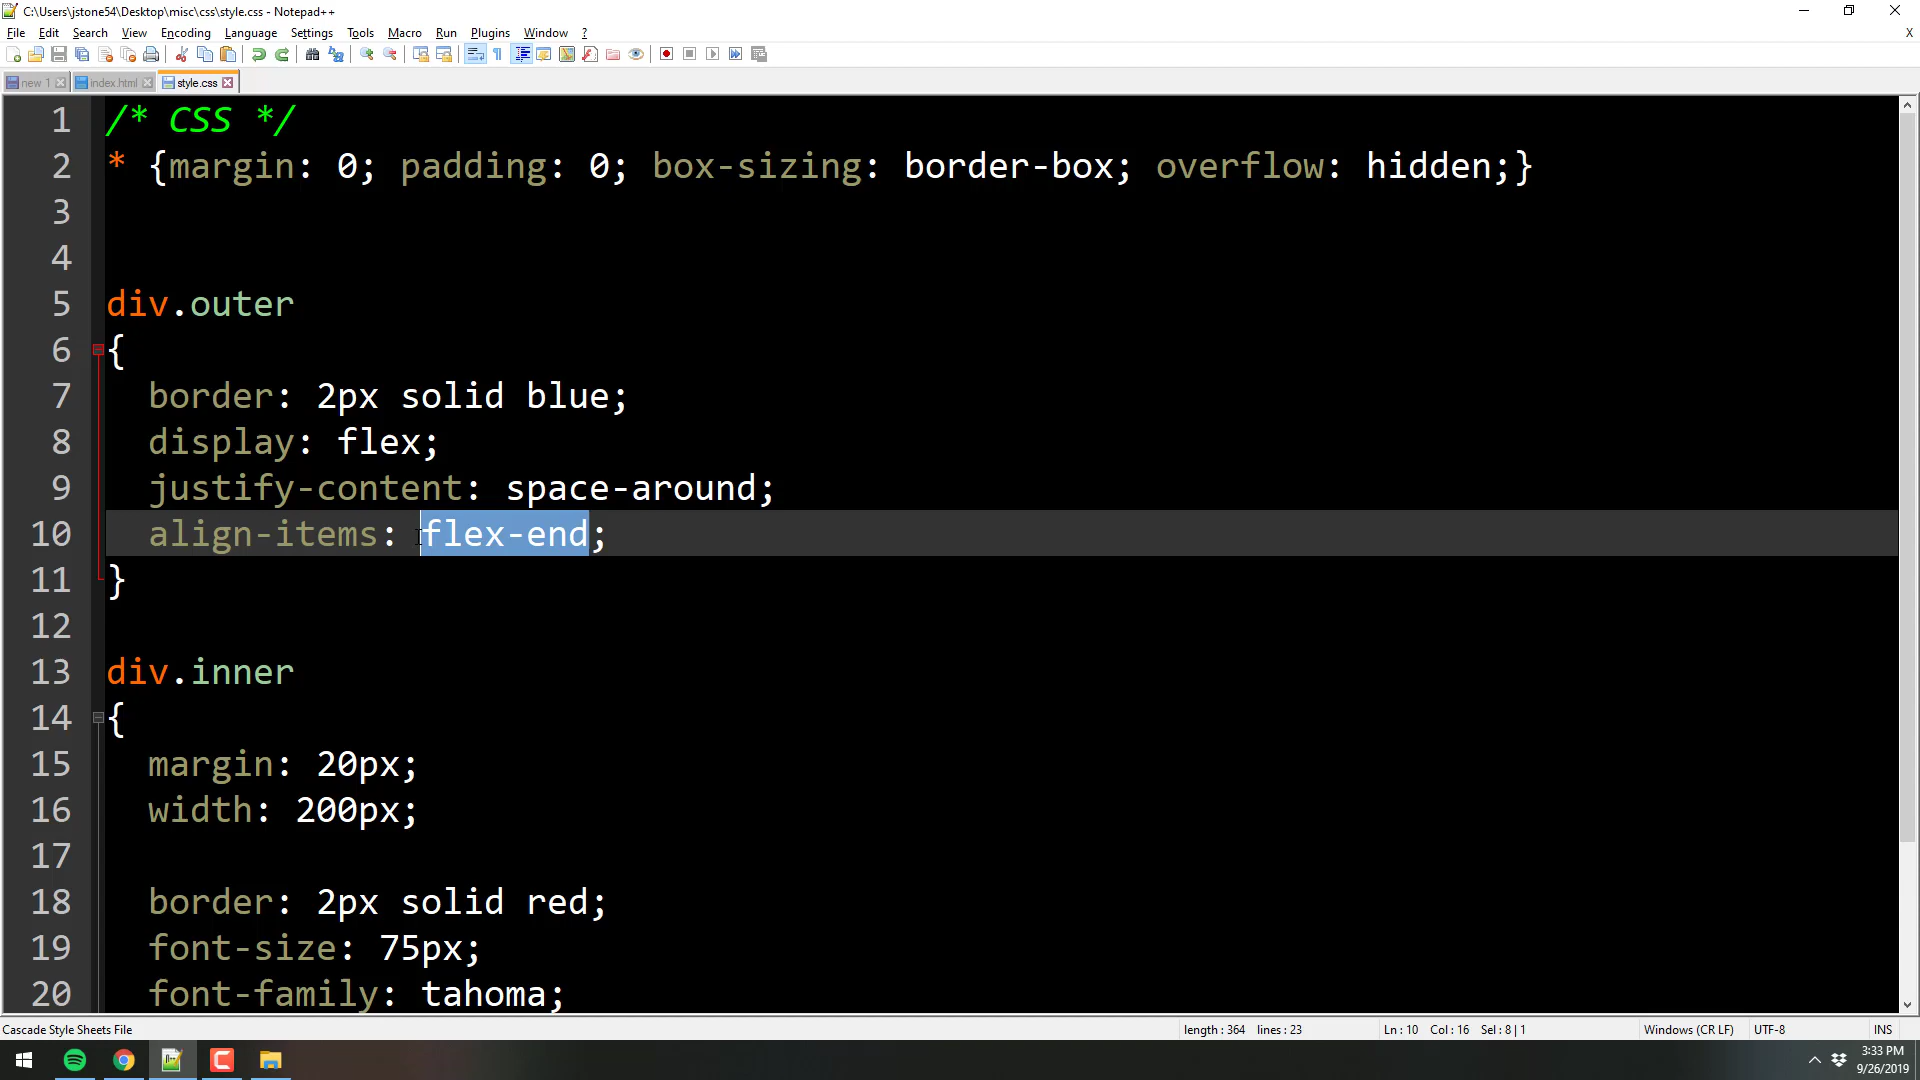 C:\Users\jstone54\Desktop\misc\css\style.css - Notepad++
File Edit Search View Encoding Language Settings Tools Macro Run Plugins Window ? X
new 1 index.html style.css
1 /* CSS */
2 * {margin: 0; padding: 0; box-sizing: border-box; overflow: hidden;}
3
4
5 div.outer
6 {
7 border: 2px solid blue;
8 display: flex;
9 justify-content: space-around;
10 align-items: flex-end;
11 }
12
13 div.inner
14 {
15 margin: 20px;
16 width: 200px;
17
18 border: 2px solid red;
19 font-size: 75px;
20 font-family: tahoma;
Cascade Style Sheets File length : 364 lines : 23 Ln : 10 Col : 16 Sel : 8 | 1 Windows (CR LF) UTF-8 INS
3:33 PM
9/26/2019